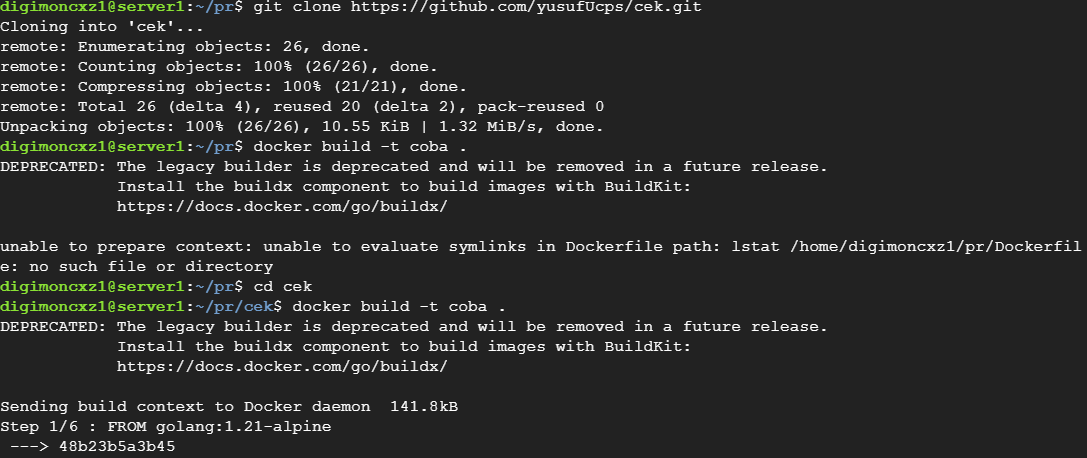 digimoncxz1@server1:~/pr$ git clone https://github.com/yusufUcps/cek.git
Cloning into 'cek'...
remote: Enumerating objects: 26, done.
remote: Counting objects: 100% (26/26), done.
remote: Compressing objects: 100% (21/21), done.
remote: Total 26 (delta 4), reused 20 (delta 2), pack-reused 0
Unpacking objects: 100% (26/26), 10.55 KiB | 1.32 MiB/s, done.
digimoncxz1@server1:~/pr$ docker build -t coba .
DEPRECATED: The legacy builder is deprecated and will be removed in a future release.
            Install the buildx component to build images with BuildKit:
            https://docs.docker.com/go/buildx/

unable to prepare context: unable to evaluate symlinks in Dockerfile path: lstat /home/digimoncxz1/pr/Dockerfil
e: no such file or directory
digimoncxz1@server1:~/pr$ cd cek
digimoncxz1@server1:~/pr/cek$ docker build -t coba .
DEPRECATED: The legacy builder is deprecated and will be removed in a future release.
            Install the buildx component to build images with BuildKit:
            https://docs.docker.com/go/buildx/

Sending build context to Docker daemon  141.8kB
Step 1/6 : FROM golang:1.21-alpine
 ---> 48b23b5a3b45